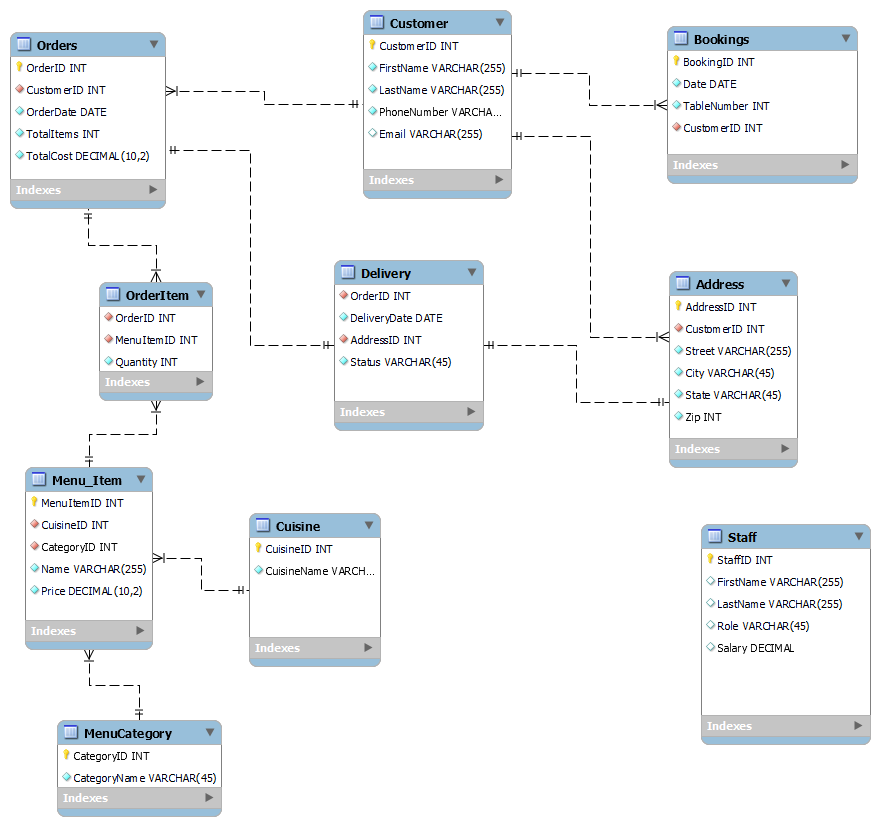 Orders
OrderID INT
CustomerID INT
OrderDate DATE
TotalItems INT
TotalCost DECIMAL(10,2)
Indexes
Customer
CustomerID INT
FirstName VARCHAR(255)
LastName VARCHAR(255)
PhoneNumber VARCHA...
Email VARCHAR(255)
Indexes
Bookings
BookingID INT
Date DATE
TableNumber INT
CustomerID INT
Indexes
OrderItem
OrderID INT
MenuItemID INT
Quantity INT
Indexes
Delivery
OrderID INT
DeliveryDate DATE
AddressID INT
Status VARCHAR(45)
Indexes
Address
AddressID INT
CustomerID INT
Street VARCHAR(255)
City VARCHAR(45)
State VARCHAR(45)
Zip INT
Indexes
Menu_Item
MenuItemID INT
CuisineID INT
CategoryID INT
Name VARCHAR(255)
Price DECIMAL(10,2)
Indexes
Cuisine
CuisineID INT
CuisineName VARCH...
Indexes
Staff
StaffID INT
FirstName VARCHAR(255)
LastName VARCHAR(255)
Role VARCHAR(45)
Salary DECIMAL
Indexes
MenuCategory
CategoryID INT
CategoryName VARCHAR(45)
Indexes